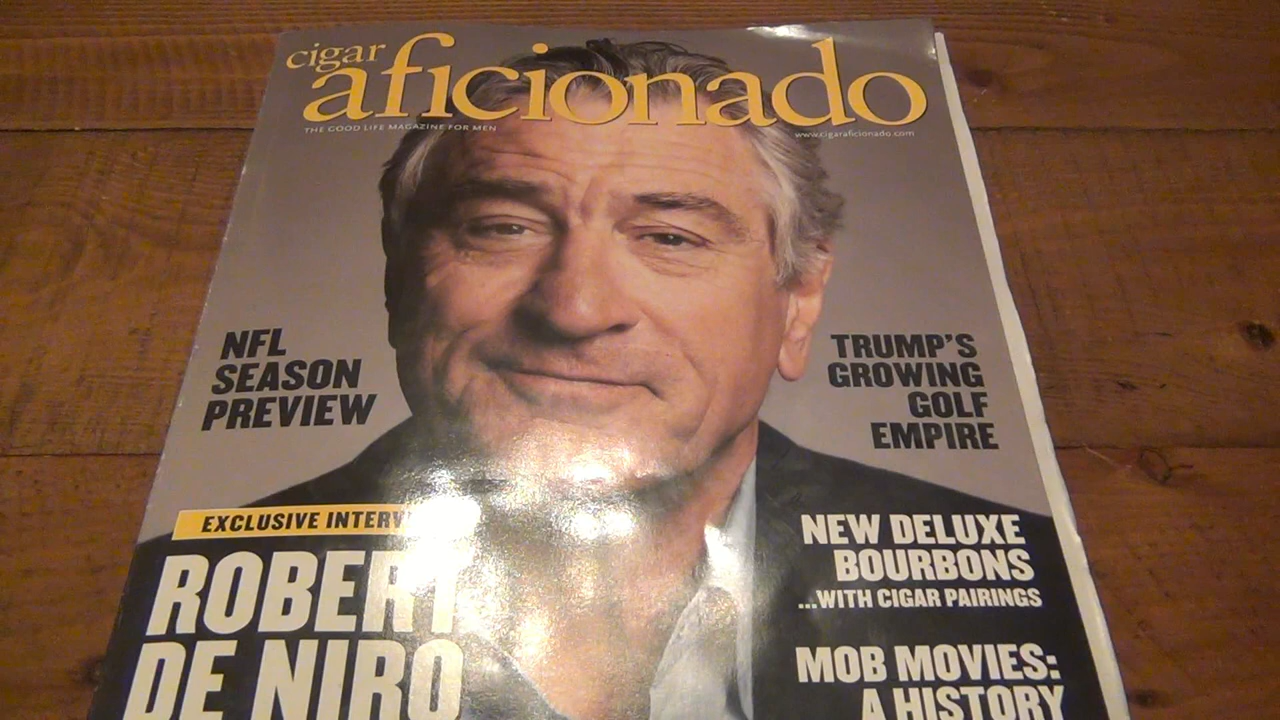 cigar
aficionado
THE GOOD LIFE MAGAZINE FOR MEN
www.cigaraficionado.com
NFL
SEASON
PREVIEW
TRUMP'S
GROWING
GOLF
EMPIRE
EXCLUSIVE
ROBERT
DE NIRO
NEW DELUXE
BOURBONS
...WITH CIGAR PAIRINGS
MOB MOVIES:
A HISTORY